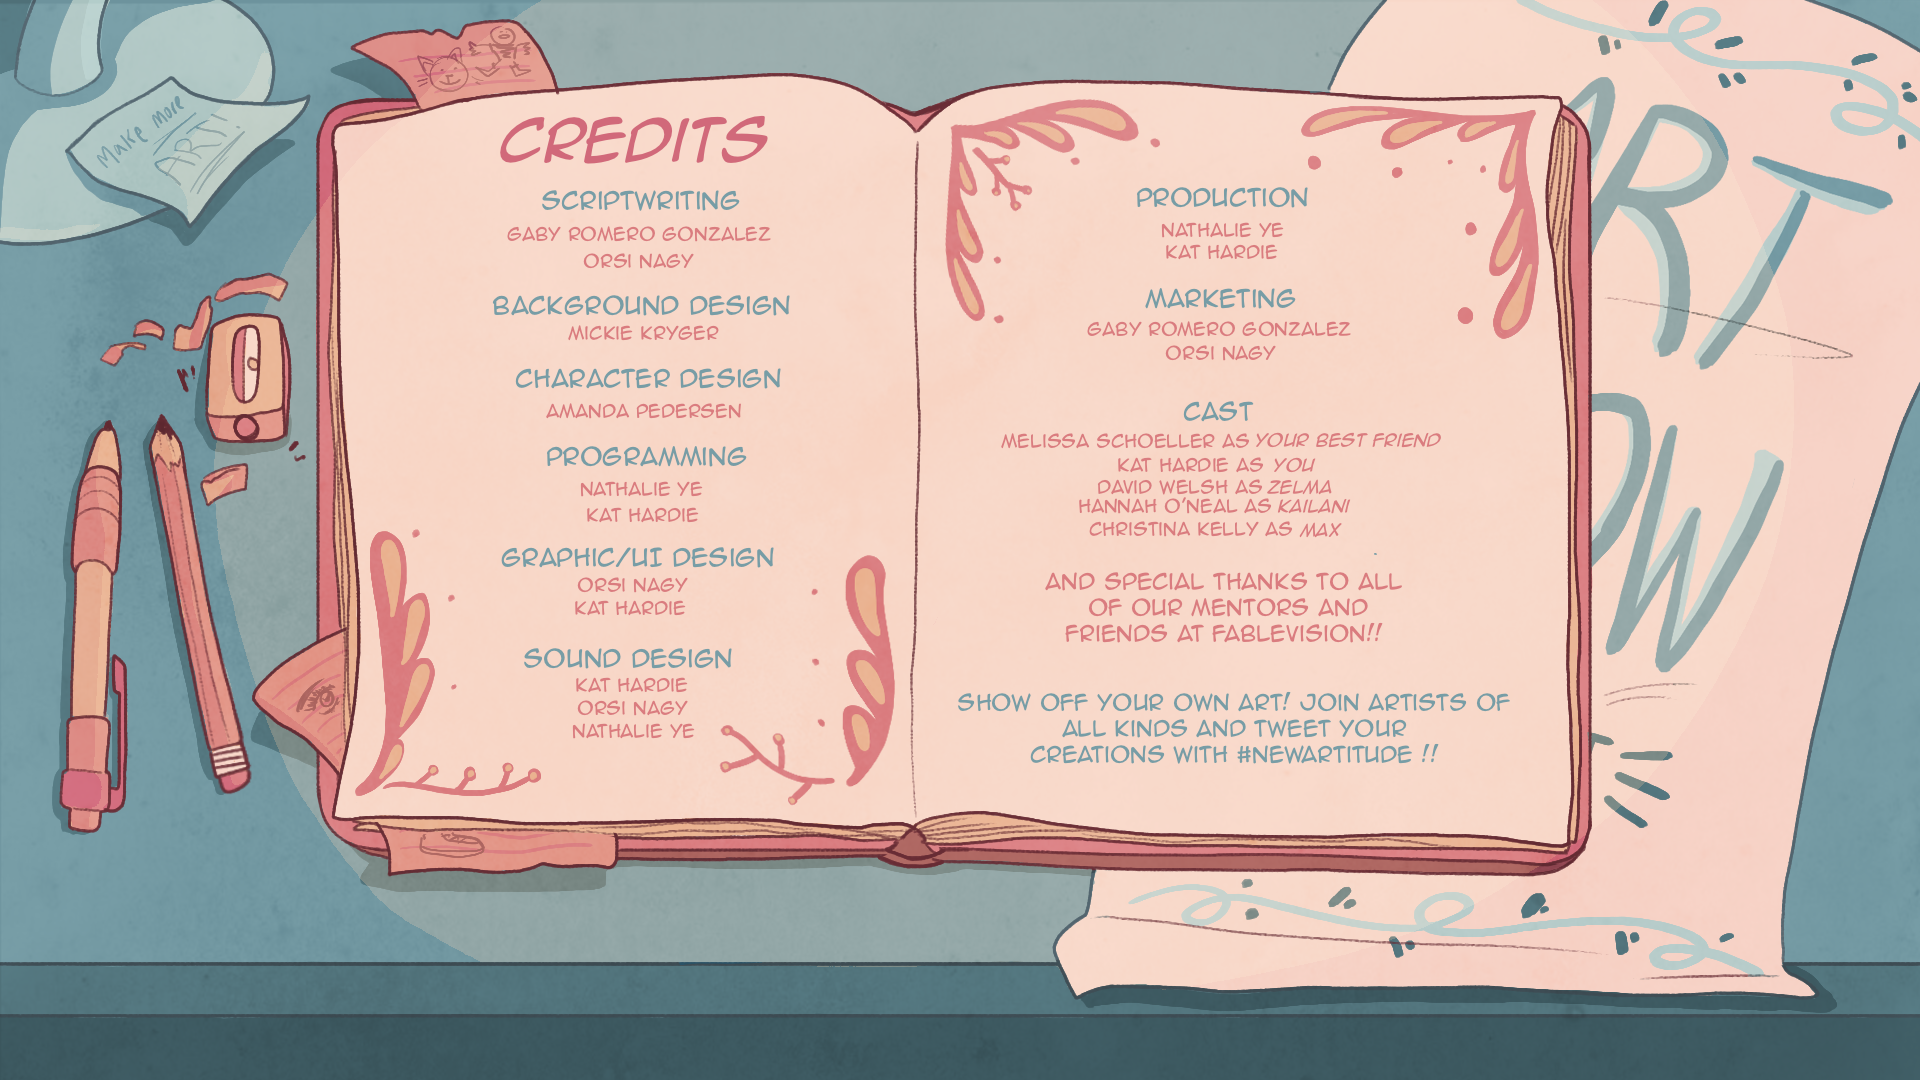 Make more
ART!
CREDITS
SCRIPTWRITING
GABY ROMERO GONZALEZ
ORSI NAGY
BACKGROUND DESIGN
MICKIE KRYGER
CHARACTER DESIGN
AMANDA PEDERSEN
PROGRAMMING
NATHALIE YE
KAT HARDIE
GRAPHIC/UI DESIGN
ORSI NAGY
KAT HARDIE
SOUND DESIGN
KAT HARDIE
ORSI NAGY
NATHALIE YE
PRODUCTION
NATHALIE YE
KAT HARDIE
MARKETING
GABY ROMERO GONZALEZ
ORSI NAGY
CAST
MELISSA SCHOELLER AS YOUR BEST FRIEND
KAT HARDIE AS YOU
DAVID WELSH AS ZELMA
HANNAH O'NEAL AS KAILANI
CHRISTINA KELLY AS MAX
AND SPECIAL THANKS TO ALL
OF OUR MENTORS AND
FRIENDS AT FABLEVISION!!
SHOW OFF YOUR OWN ART! JOIN ARTISTS OF
ALL KINDS AND TWEET YOUR
CREATIONS WITH #NEWARTITUDE !!
ART
OW